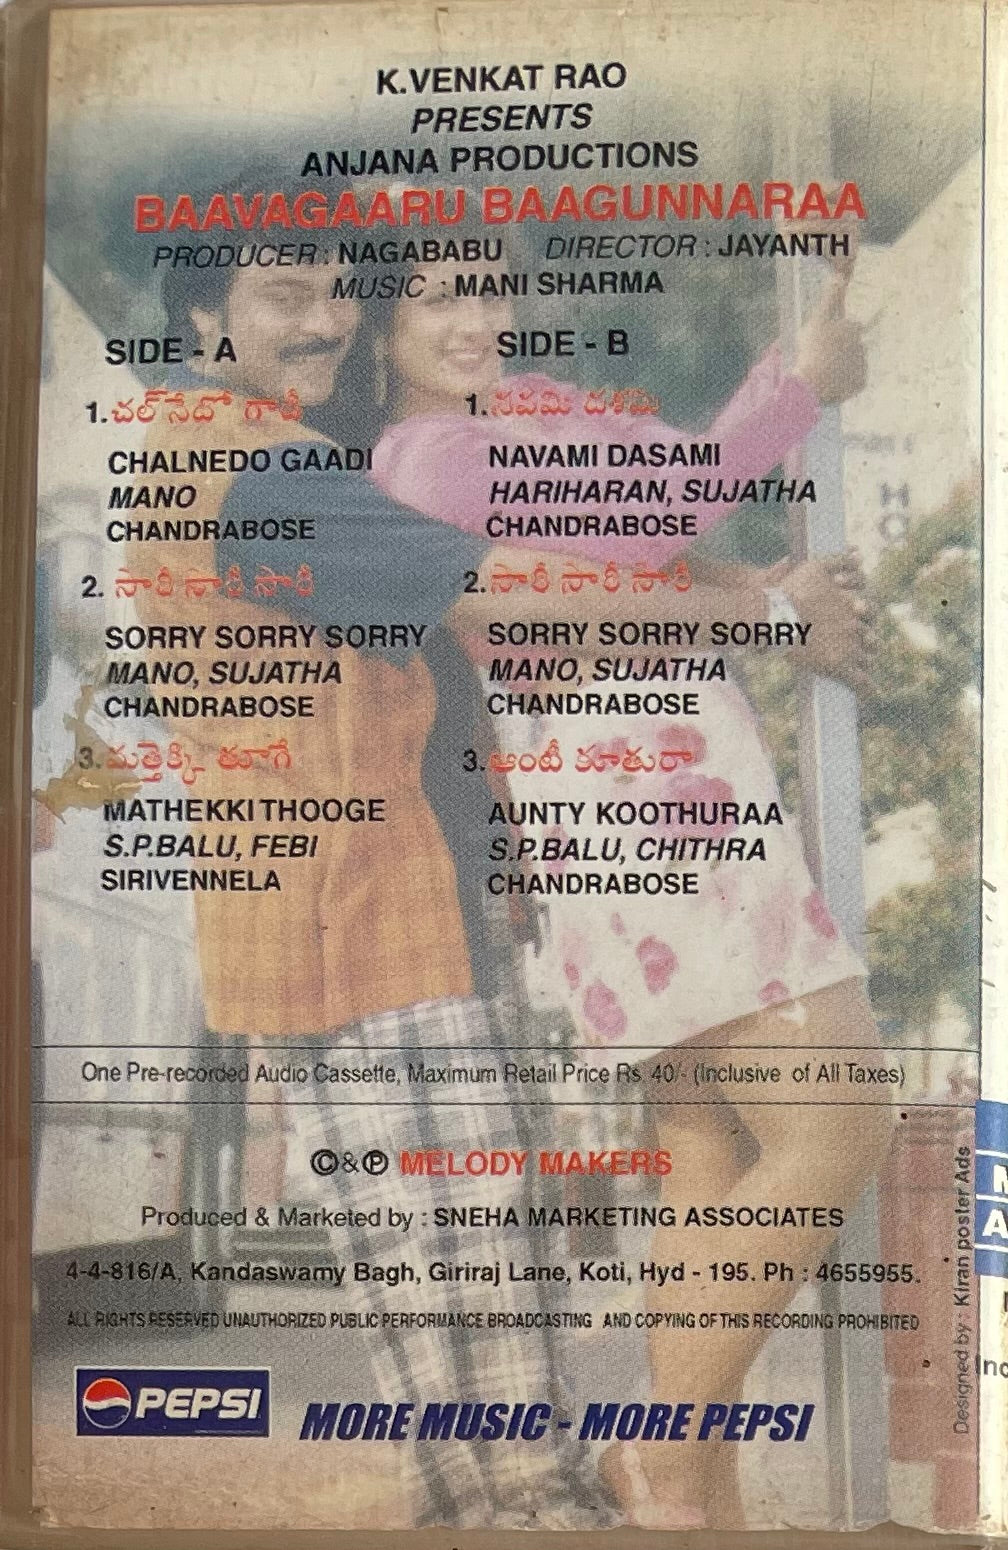 K.VENKAT RAO
PRESENTS
ANJANA PRODUCTIONS
BAAVAGAARU BAAGUNNARAA
PRODUCER : NAGABABU DIRECTOR : JAYANTH
MUSIC : MANI SHARMA
SIDE - A
1. చల్ నేదో గాడీ
CHALNEDO GAADI
MANO
CHANDRABOSE
2. సారీ సారీ సారీ
SORRY SORRY SORRY
MANO, SUJATHA
CHANDRABOSE
3. మత్తెక్కి తూగే
MATHEKKI THOOGE
S.P.BALU, FEBI
SIRIVENNELA
SIDE - B
1. నవమి దశమి
NAVAMI DASAMI
HARIHARAN, SUJATHA
CHANDRABOSE
2. సారీ సారీ సారీ
SORRY SORRY SORRY
MANO, SUJATHA
CHANDRABOSE
3. ఆంటీ కూతురా
AUNTY KOOTHURAA
S.P.BALU, CHITHRA
CHANDRABOSE
One Pre-recorded Audio Cassette, Maximum Retail Price Rs. 40/- (Inclusive of All Taxes)
©&℗ MELODY MAKERS
Produced & Marketed by : SNEHA MARKETING ASSOCIATES
4-4-816/A, Kandaswamy Bagh, Giriraj Lane, Koti, Hyd - 195. Ph : 4655955.
ALL RIGHTS RESERVED UNAUTHORIZED PUBLIC PERFORMANCE BROADCASTING AND COPYING OF THIS RECORDING PROHIBITED
PEPSI MORE MUSIC - MORE PEPSI
Designed by : Kiran poster Ads